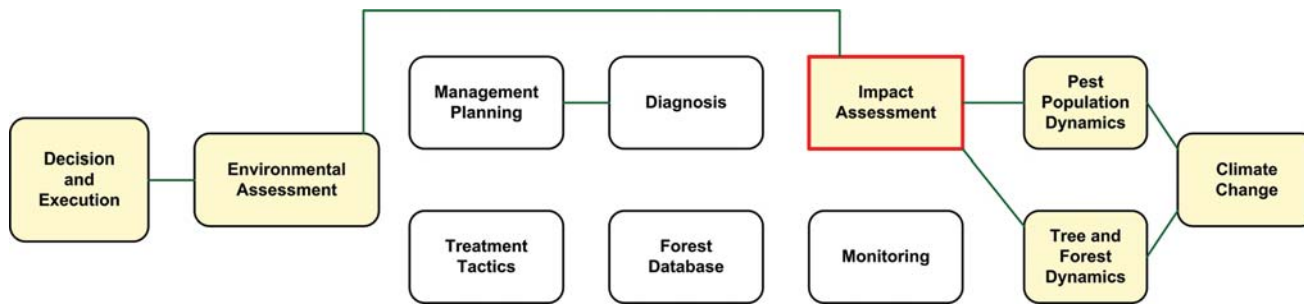 Decision
and
Execution
Environmental
Assessment
Management
Planning
Diagnosis
Impact
Assessment
Pest
Population
Dynamics
Climate
Change
Treatment
Tactics
Forest
Database
Monitoring
Tree and
Forest
Dynamics